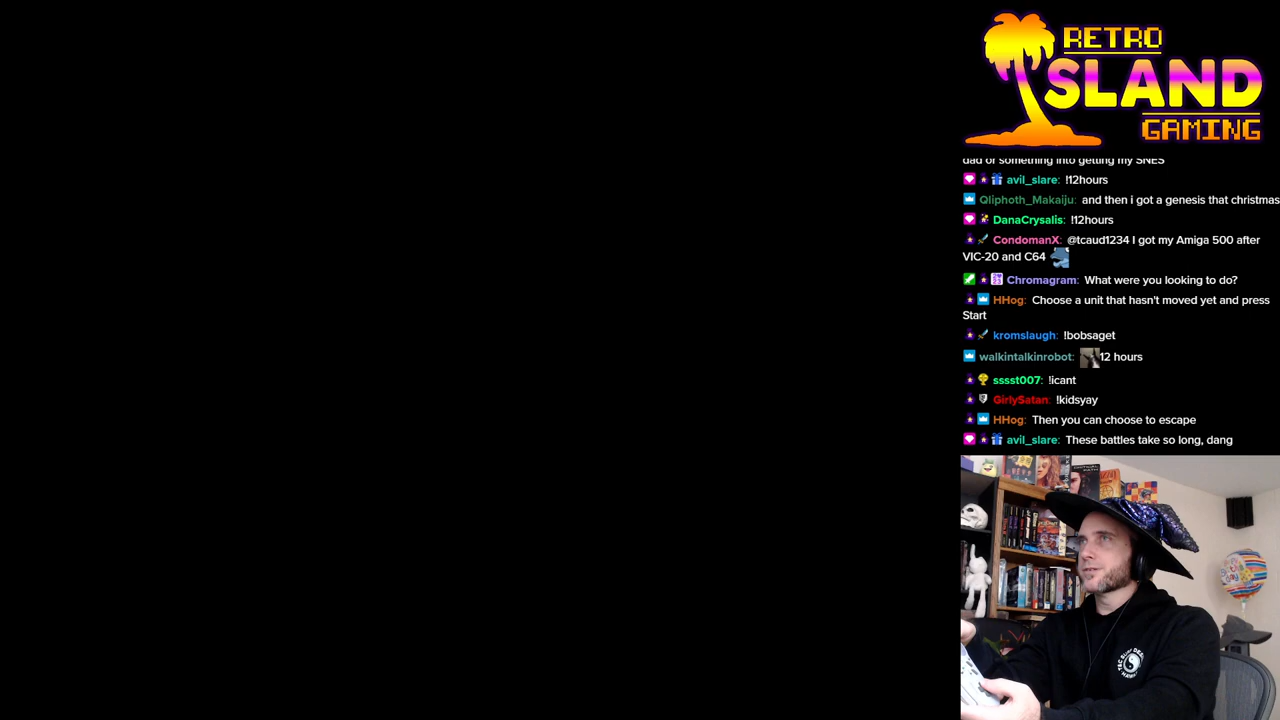 RETRO
ISLAND
GAMING
dad or something into getting my SNES
avil_slare: !12hours
Qliphoth_Makaiju: and then i got a genesis that christmas
DanaCrysalis: !12hours
CondomanX: @tcaud1234 I got my Amiga 500 after
VIC-20 and C64
Chromagram: What were you looking to do?
HHog: Choose a unit that hasn't moved yet and press
Start
kromslaugh: !bobsaget
walkintalkinrobot: 12 hours
sssst007: !icant
GirlySatan: !kidsyay
HHog: Then you can choose to escape
avil_slare: These battles take so long, dang